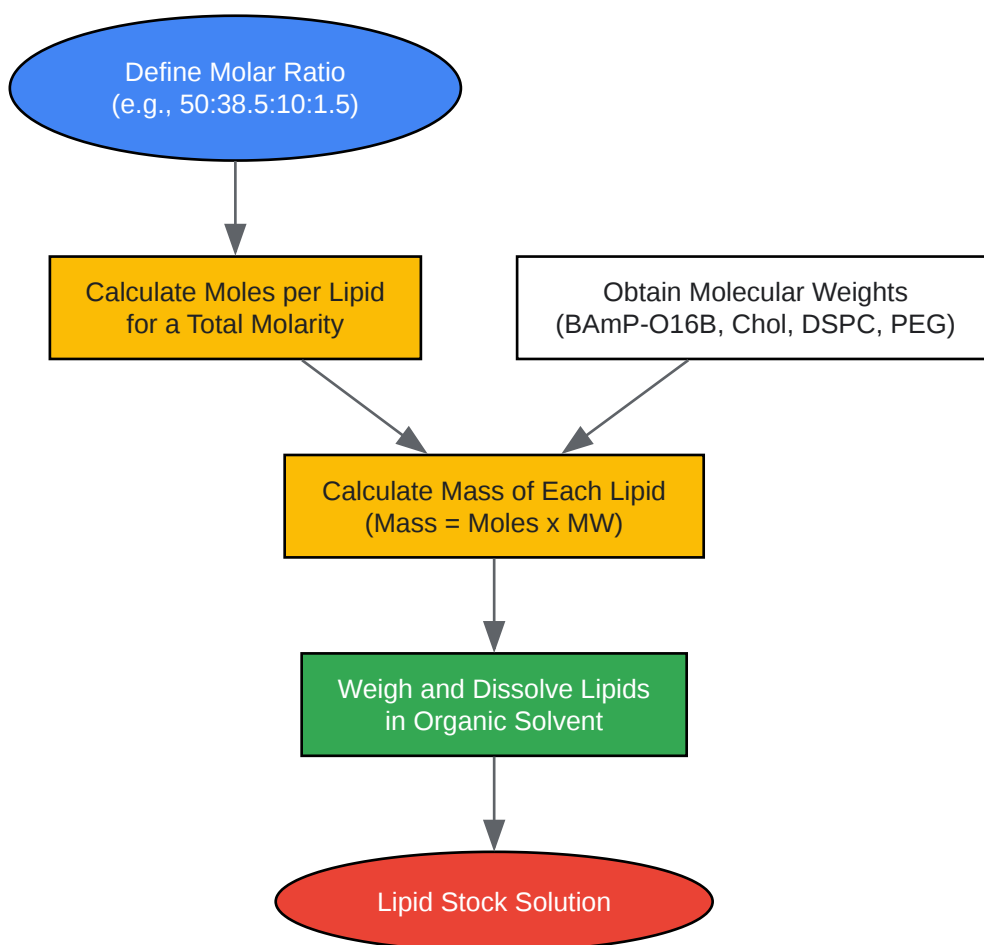 Define Molar Ratio
(e.g., 50:38.5:10:1.5)
Calculate Moles per Lipid
for a Total Molarity
Obtain Molecular Weights
(BAmP-O16B, Chol, DSPC, PEG)
Calculate Mass of Each Lipid
(Mass = Moles x MW)
Weigh and Dissolve Lipids
in Organic Solvent
Lipid Stock Solution